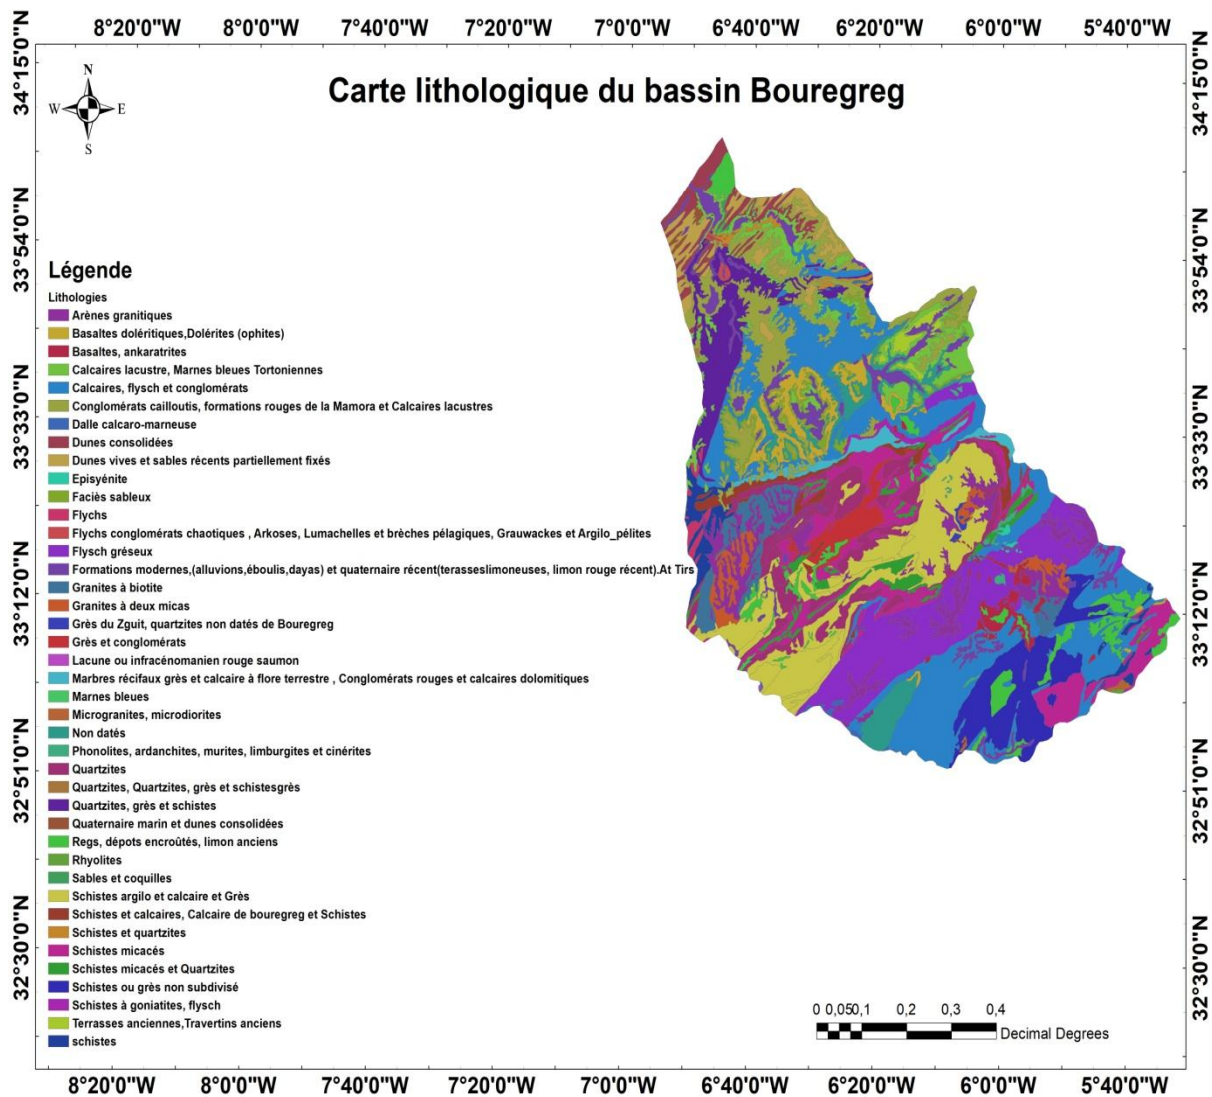 8°20'0"W 8°0'0"W 7°40'0"W 7°20'0"W 7°0'0"W 6°40'0"W 6°20'0"W 6°0'0"W 5°40'0"W
Carte lithologique du bassin Bouregreg
N
W E
S
34°15'0"N
33°54'0"N
33°33'0"N
33°12'0"N
32°51'0"N
32°30'0"N
Légende
Lithologies
Arènes granitiques
Basaltes doléritiques,Dolérites (ophites)
Basaltes, ankaratrites
Calcaires lacustre, Marnes bleues Tortoniennes
Calcaires, flysch et conglomérats
Conglomérats cailloutis, formations rouges de la Mamora et Calcaires lacustres
Dalle calcaro-marneuse
Dunes consolidées
Dunes vives et sables récents partiellement fixés
Episyénite
Faciès sableux
Flychs
Flychs conglomérats chaotiques , Arkoses, Lumachelles et brèches pélagiques, Grauwackes et Argilo_pélites
Flysch gréseux
Formations modernes,(alluvions,éboulis,dayas) et quaternaire récent(terasseslimoneuses, limon rouge récent).At Tirs
Granites à biotite
Granites à deux micas
Grès du Zguit, quartzites non datés de Bouregreg
Grès et conglomérats
Lacune ou infracénomanien rouge saumon
Marbres récifaux grés et calcaire à flore terrestre , Conglomérats rouges et calcaires dolomitiques
Marnes bleues
Microgranites, microdiorites
Non datés
Phonolites, ardanchites, murites, limburgites et cinérites
Quartzites
Quartzites, Quartzites, grès et schistesgrès
Quartzites, grès et schistes
Quaternaire marin et dunes consolidées
Regs, dépots encroûtés, limon anciens
Rhyolites
Sables et coquilles
Schistes argilo et calcaire et Grès
Schistes et calcaires, Calcaire de bouregreg et Schistes
Schistes et quartzites
Schistes micacés
Schistes micacés et Quartzites
Schistes ou grès non subdivisé
Schistes à goniatites, flysch
Terrasses anciennes,Travertins anciens
schistes
34°15'0"N
33°54'0"N
33°33'0"N
33°12'0"N
32°51'0"N
32°30'0"N
0 0,050,1 0,2 0,3 0,4
Decimal Degrees
8°20'0"W 8°0'0"W 7°40'0"W 7°20'0"W 7°0'0"W 6°40'0"W 6°20'0"W 6°0'0"W 5°40'0"W